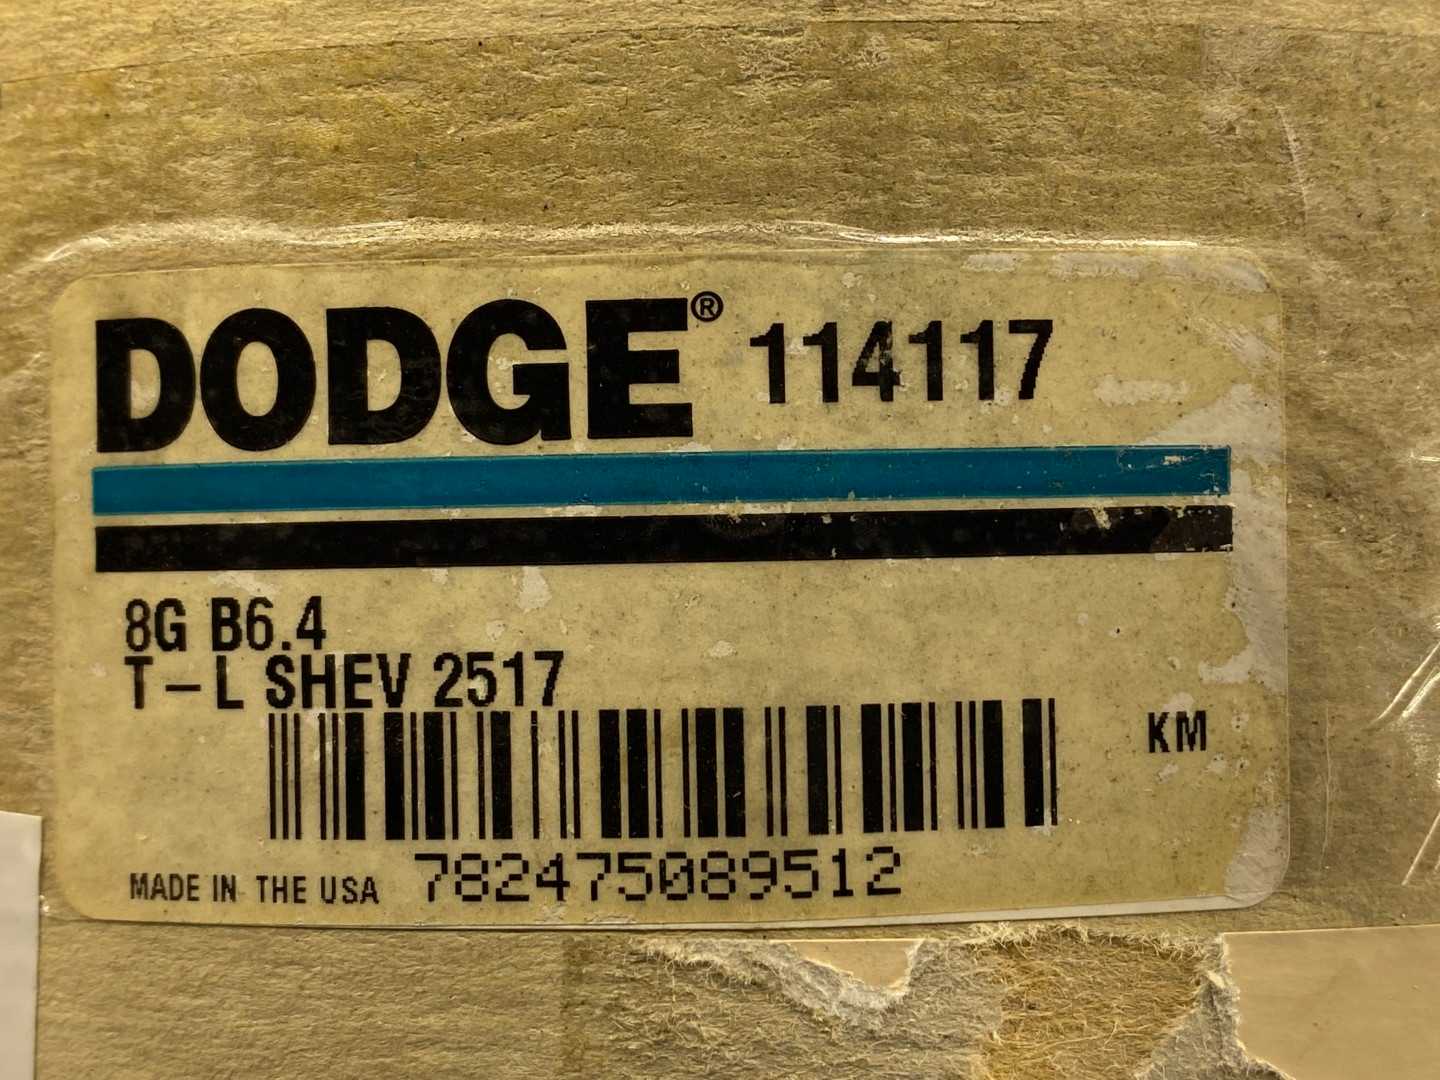 DODGE® 114117
8G B6.4
T-L SHEV 2517
KM
MADE IN THE USA 782475089512